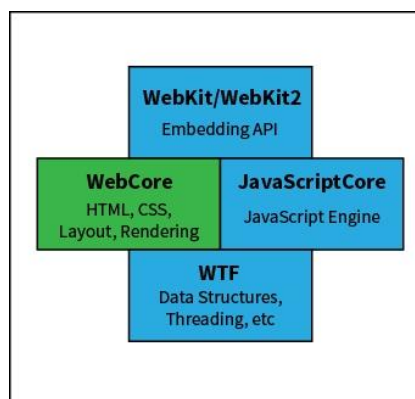 WebKit/WebKit2
Embedding API
WebCore
HTML, CSS,
Layout, Rendering
JavaScriptCore
JavaScript Engine
WTF
Data Structures,
Threading, etc